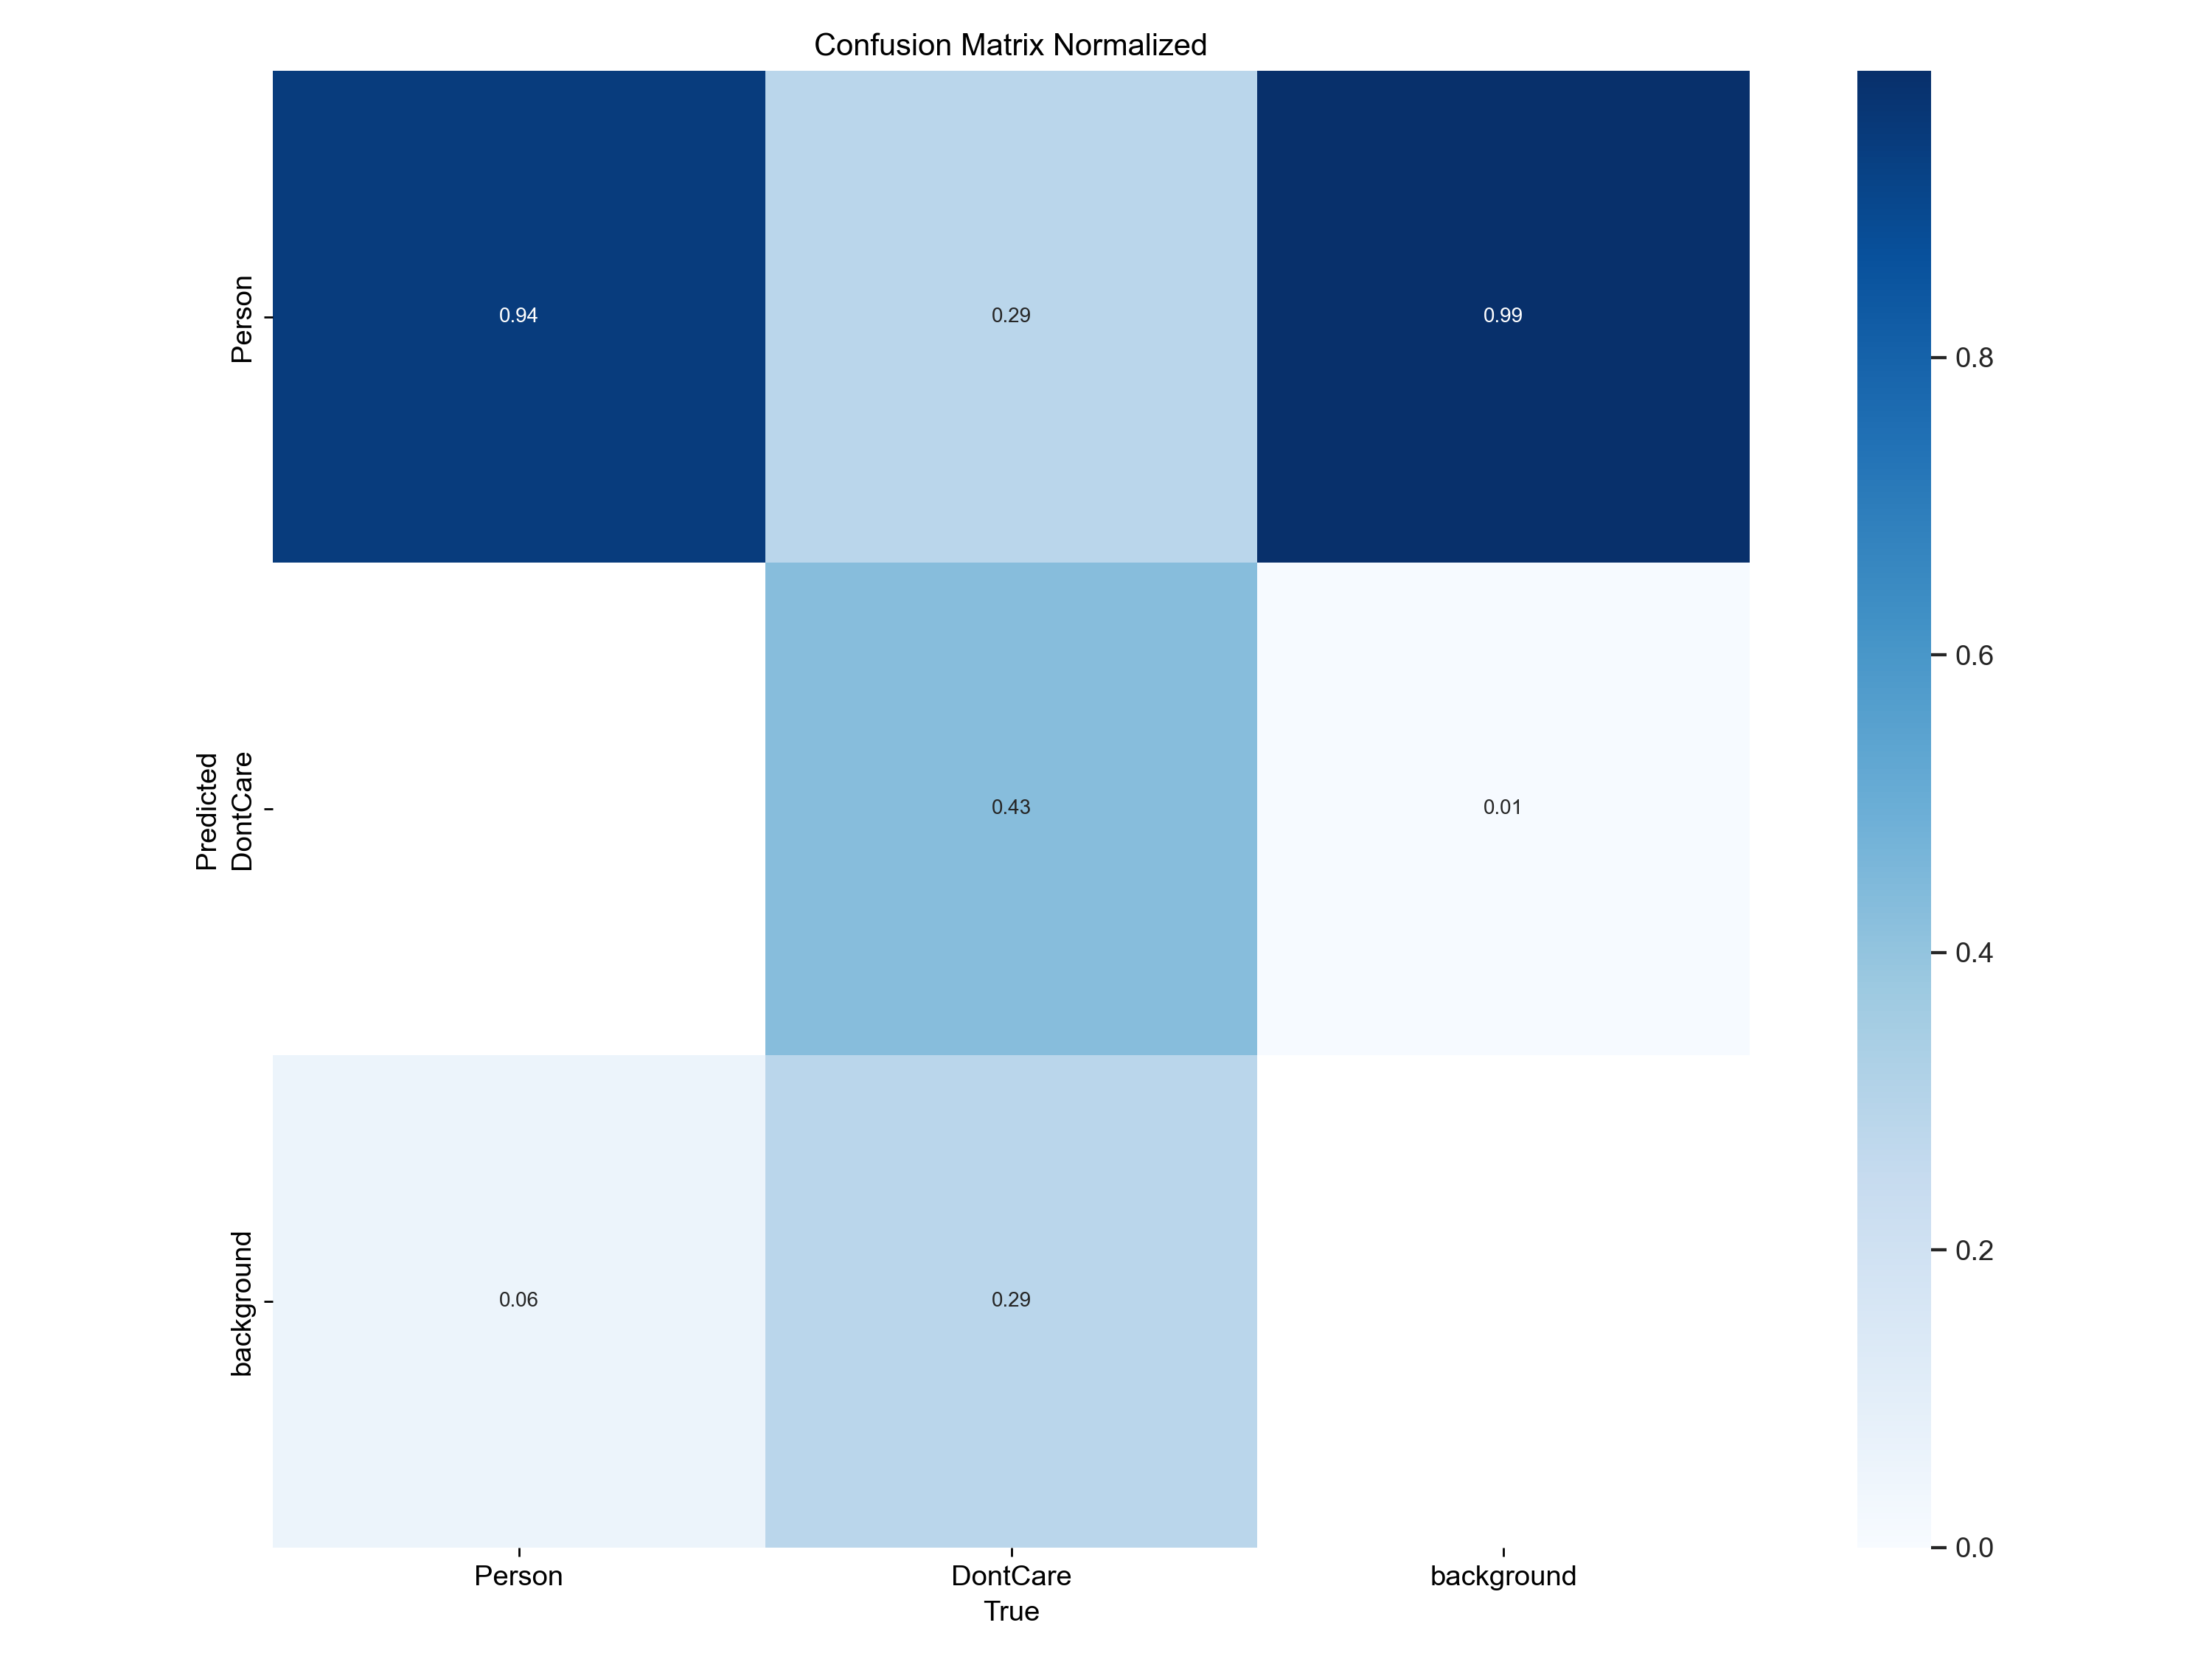 Confusion Matrix Normalized
Person
0.94
0.29
0.99
0.8
0.6
Predicted
DontCare
0.43
0.01
0.4
background
0.06
0.29
0.2
0.0
Person
DontCare
background
True